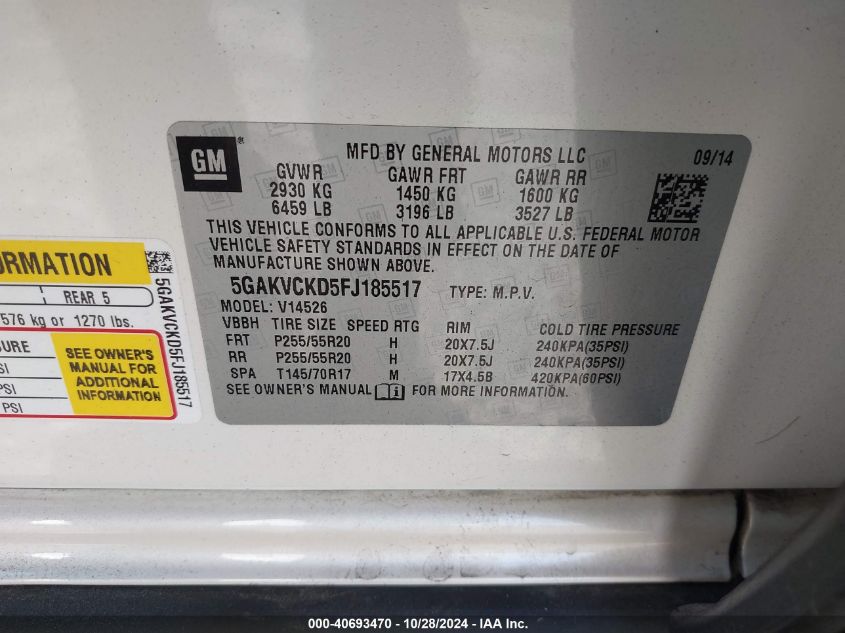 GM
MFD BY GENERAL MOTORS LLC 09/14
GVWR GAWR FRT GAWR RR
2930 KG 1450 KG 1600 KG
6459 LB 3196 LB 3527 LB
THIS VEHICLE CONFORMS TO ALL APPLICABLE U.S. FEDERAL MOTOR
VEHICLE SAFETY STANDARDS IN EFFECT ON THE DATE OF
MANUFACTURE SHOWN ABOVE.
5GAKVCKD5FJ185517 TYPE: M.P.V.
MODEL: V14526
VBBH TIRE SIZE SPEED RTG RIM COLD TIRE PRESSURE
FRT P255/55R20 H 20X7.5J 240KPA(35PSI)
RR P255/55R20 H 20X7.5J 240KPA(35PSI)
SPA T145/70R17 M 17X4.5B 420KPA(60PSI)
SEE OWNER'S MANUAL FOR MORE INFORMATION.
ORMATION
REAR 5
576 kg or 1270 lbs.
SURE
SI
PSI
PSI
SEE OWNER'S
MANUAL FOR
ADDITIONAL
INFORMATION
5GAKVCKD5FJ185517
000-40693470 | 10/28/2024 - IAA Inc.